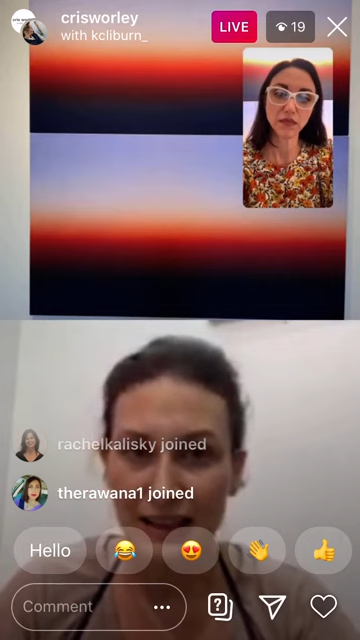 crisworley
with kcliburn_
LIVE
19
rachelkalisky joined
therawana1 joined
Hello
Comment